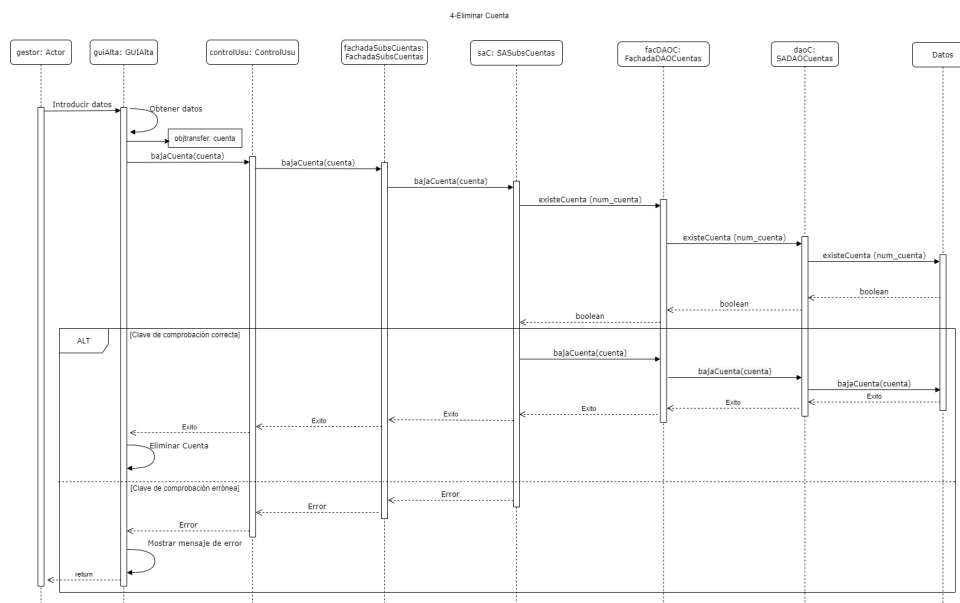 4-Eliminar Cuenta
gestor: Actor
guiAlta: GUIAlta
controlUsu: ControlUsu
fachadaSubsCuentas:
FachadaSubsCuentas
saC: SASubsCuentas
facDAOC:
FachadaDAOCuentas
daoC:
SADAOCuentas
Datos
Introducir datos
Obtener datos
objtransfer: cuenta
bajaCuenta(cuenta)
bajaCuenta(cuenta)
bajaCuenta(cuenta)
existeCuenta (num_cuenta)
existeCuenta (num_cuenta)
existeCuenta (num_cuenta)
boolean
boolean
boolean
ALT
[Clave de comprobación correcta]
bajaCuenta(cuenta)
bajaCuenta(cuenta)
bajaCuenta(cuenta)
Exito
Exito
Exito
Exito
Exito
Exito
Eliminar Cuenta
[Clave de comprobación errónea]
Error
Error
Error
Mostrar mensaje de error
return